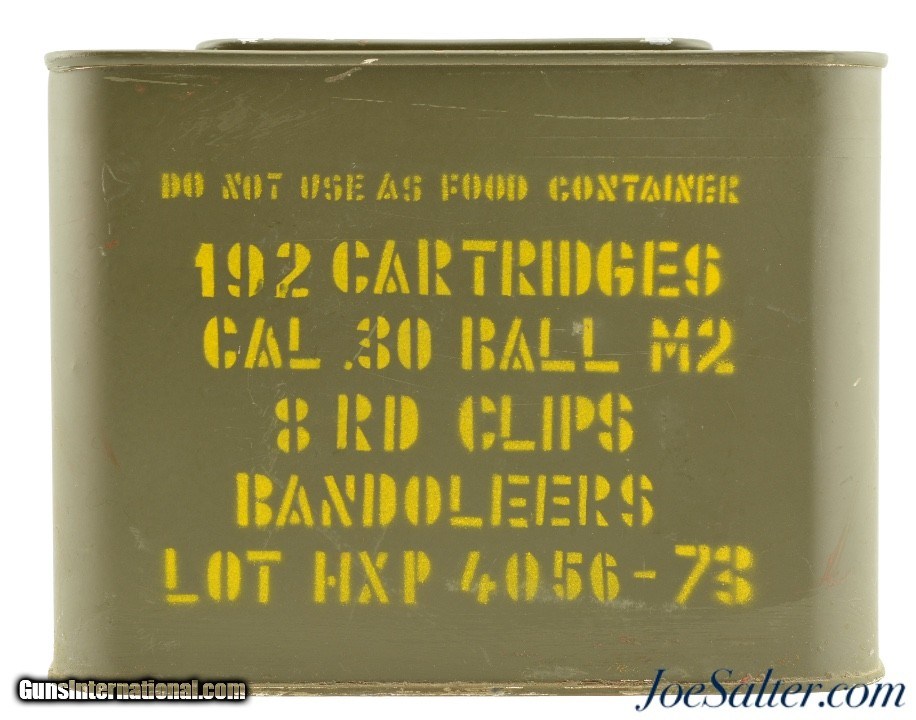 DO NOT USE AS FOOD CONTAINER
192 CARTRIDGES
CAL .30 BALL M2
8 RD CLIPS
BANDOLEERS
LOT HXP 4056-73
GunsInternational.com
JoeSalter.com